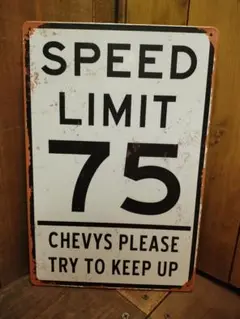 SPEED
LIMIT
75
CHEVYS PLEASE
TRY TO KEEP UP